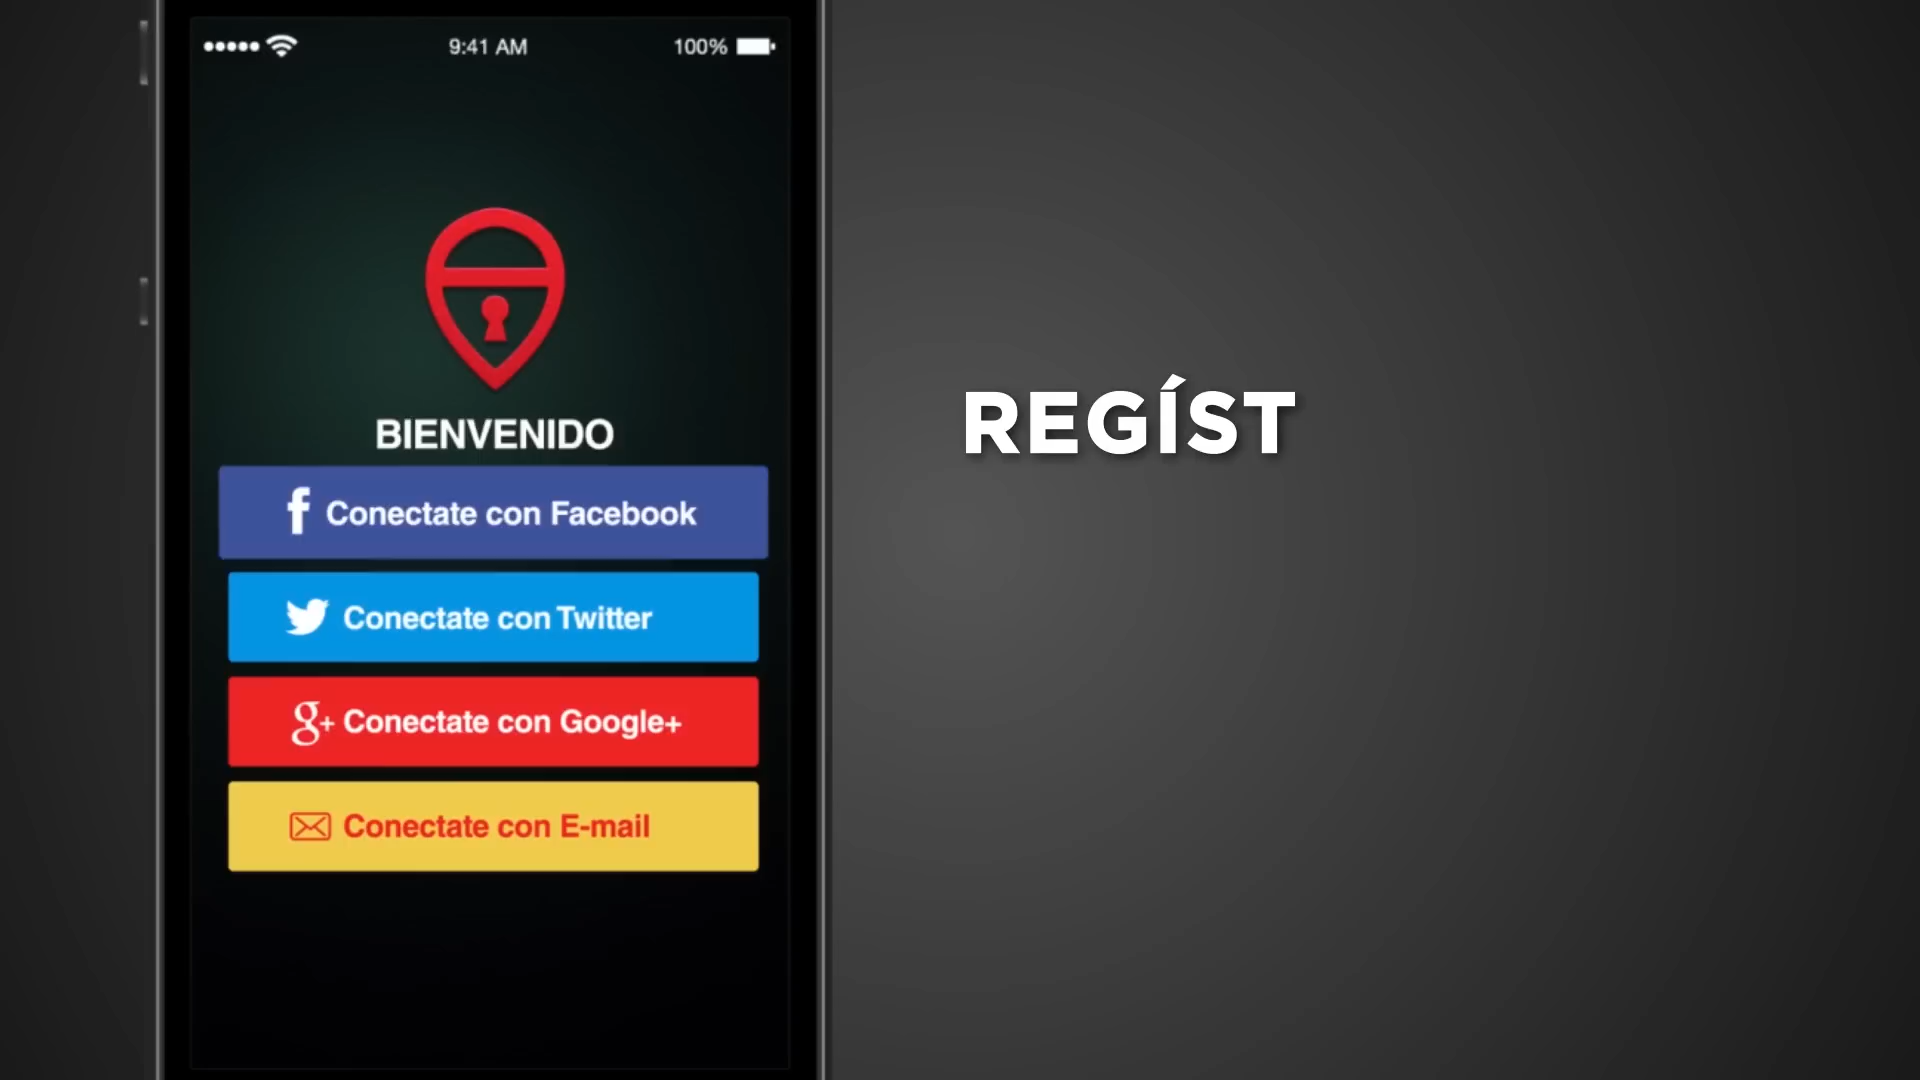 9:41 AM
100%
BIENVENIDO
f Conectate con Facebook
Conectate con Twitter
g+ Conectate con Google+
Conectate con E-mail
REGÍST